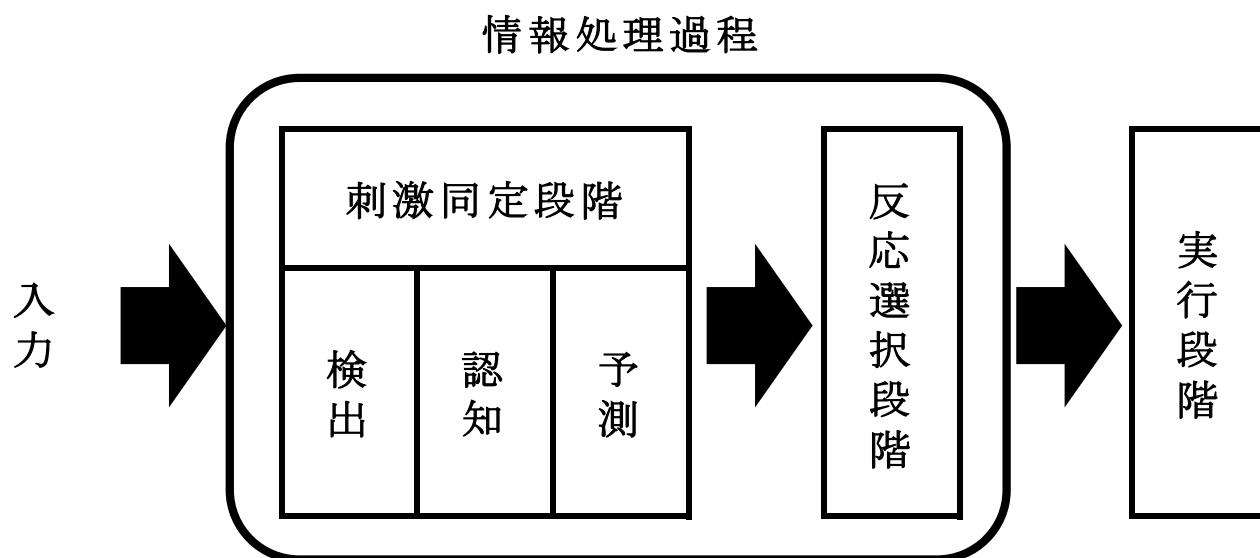 情報処理過程
入力
刺激同定段階
検出
認知
予測
反応選択段階
実行段階